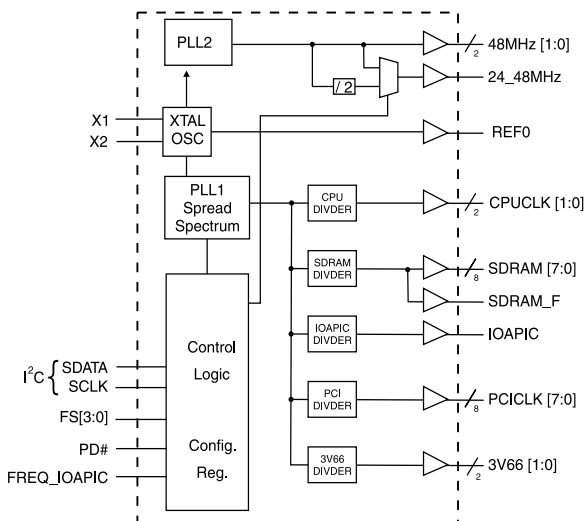 PLL2
48MHz [1:0]
2
/ 2
24_48MHz
X1
X2
XTAL
OSC
REF0
PLL1
Spread
Spectrum
CPU
DIVDER
CPUCLK [1:0]
2
SDRAM
DIVDER
SDRAM [7:0]
8
SDRAM_F
IOAPIC
DIVDER
IOAPIC
Control
Logic
I²C
SDATA
SCLK
FS[3:0]
PCI
DIVDER
PCICLK [7:0]
8
PD#
Config.
Reg.
FREQ_IOAPIC
3V66
DIVDER
3V66 [1:0]
2